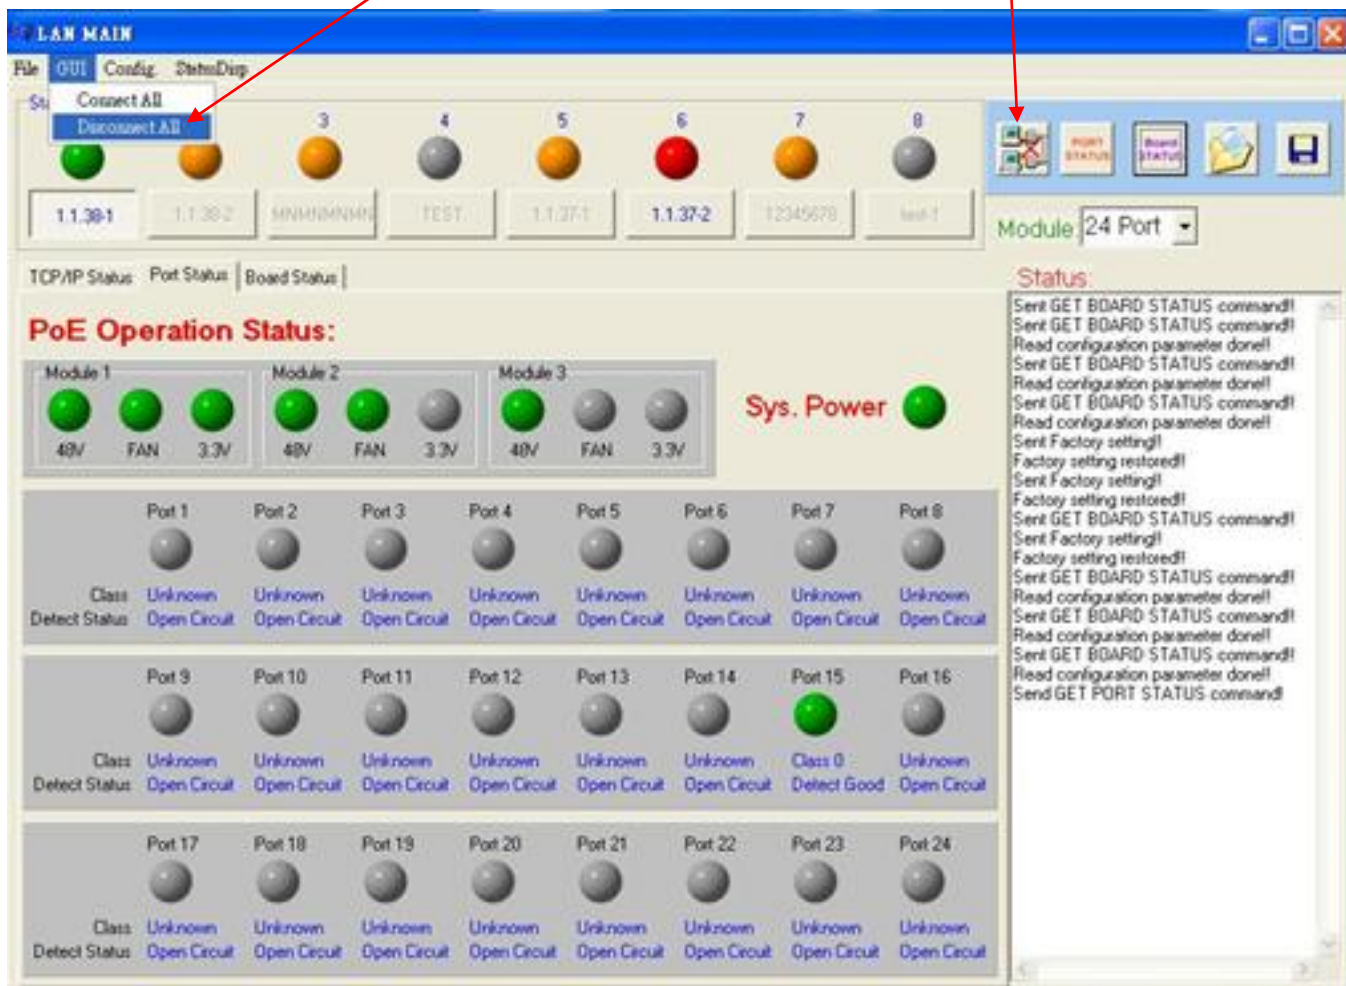 LAN MAIN
File GUI Config. StatusDisp
Connect All
Disconnect All
3 4 5 6 7 8
1.1.38-1 1.1.38-2 MNMNMNMN TEST 1.1.37-1 1.1.37-2 12345678 test-1
PORT STATUS Board STATUS
Module 24 Port
TCP/IP Status Port Status Board Status
Status:
PoE Operation Status:
Module 1 Module 2 Module 3
48V FAN 3.3V 48V FAN 3.3V 48V FAN 3.3V
Sys. Power
Port 1 Port 2 Port 3 Port 4 Port 5 Port 6 Port 7 Port 8
Class Unknown Unknown Unknown Unknown Unknown Unknown Unknown Unknown
Detect Status Open Circuit Open Circuit Open Circuit Open Circuit Open Circuit Open Circuit Open Circuit Open Circuit
Port 9 Port 10 Port 11 Port 12 Port 13 Port 14 Port 15 Port 16
Class Unknown Unknown Unknown Unknown Unknown Unknown Class 0 Unknown
Detect Status Open Circuit Open Circuit Open Circuit Open Circuit Open Circuit Open Circuit Detect Good Open Circuit
Port 17 Port 18 Port 19 Port 20 Port 21 Port 22 Port 23 Port 24
Class Unknown Unknown Unknown Unknown Unknown Unknown Unknown Unknown
Detect Status Open Circuit Open Circuit Open Circuit Open Circuit Open Circuit Open Circuit Open Circuit Open Circuit
Sent GET BOARD STATUS command!!
Sent GET BOARD STATUS command!!
Read configuration parameter done!!
Sent GET BOARD STATUS command!!
Read configuration parameter done!!
Sent GET BOARD STATUS command!!
Read configuration parameter done!!
Sent Factory setting!!
Factory setting restored!!
Sent Factory setting!!
Factory setting restored!!
Sent GET BOARD STATUS command!!
Sent Factory setting!!
Factory setting restored!!
Sent GET BOARD STATUS command!!
Read configuration parameter done!!
Sent GET BOARD STATUS command!!
Read configuration parameter done!!
Sent GET BOARD STATUS command!!
Read configuration parameter done!!
Send GET PORT STATUS command!